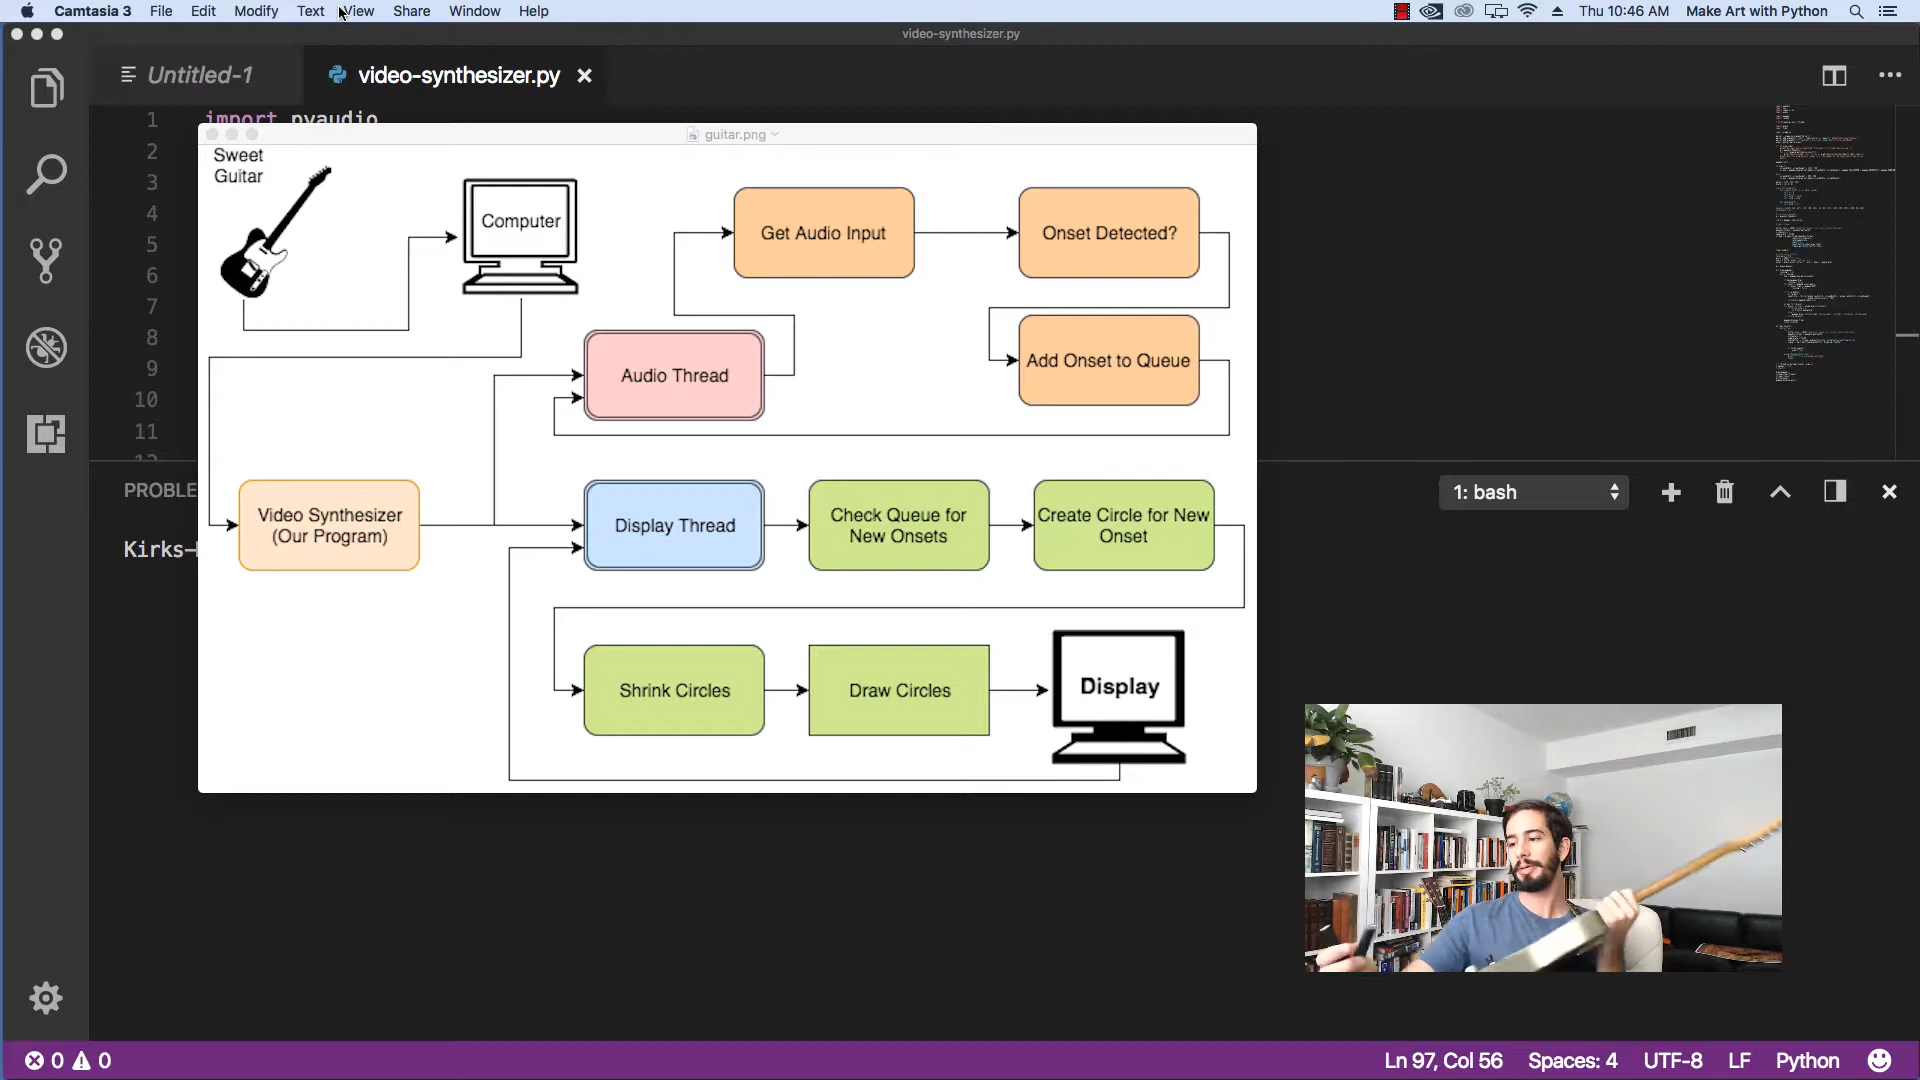 Camtasia 3 File Edit Modify Text View Share Window Help
Thu 10:46 AM Make Art with Python
video-synthesizer.py
Untitled-1
video-synthesizer.py
1 import pyaudio
2
3
4
5
6
7
8
9
10
11
guitar.png
Sweet
Guitar
Computer
Get Audio Input
Onset Detected?
Audio Thread
Add Onset to Queue
Video Synthesizer
(Our Program)
Display Thread
Check Queue for
New Onsets
Create Circle for New
Onset
Shrink Circles
Draw Circles
Display
PROBLE
1: bash
Kirks-
0 0
Ln 97, Col 56 Spaces: 4 UTF-8 LF Python